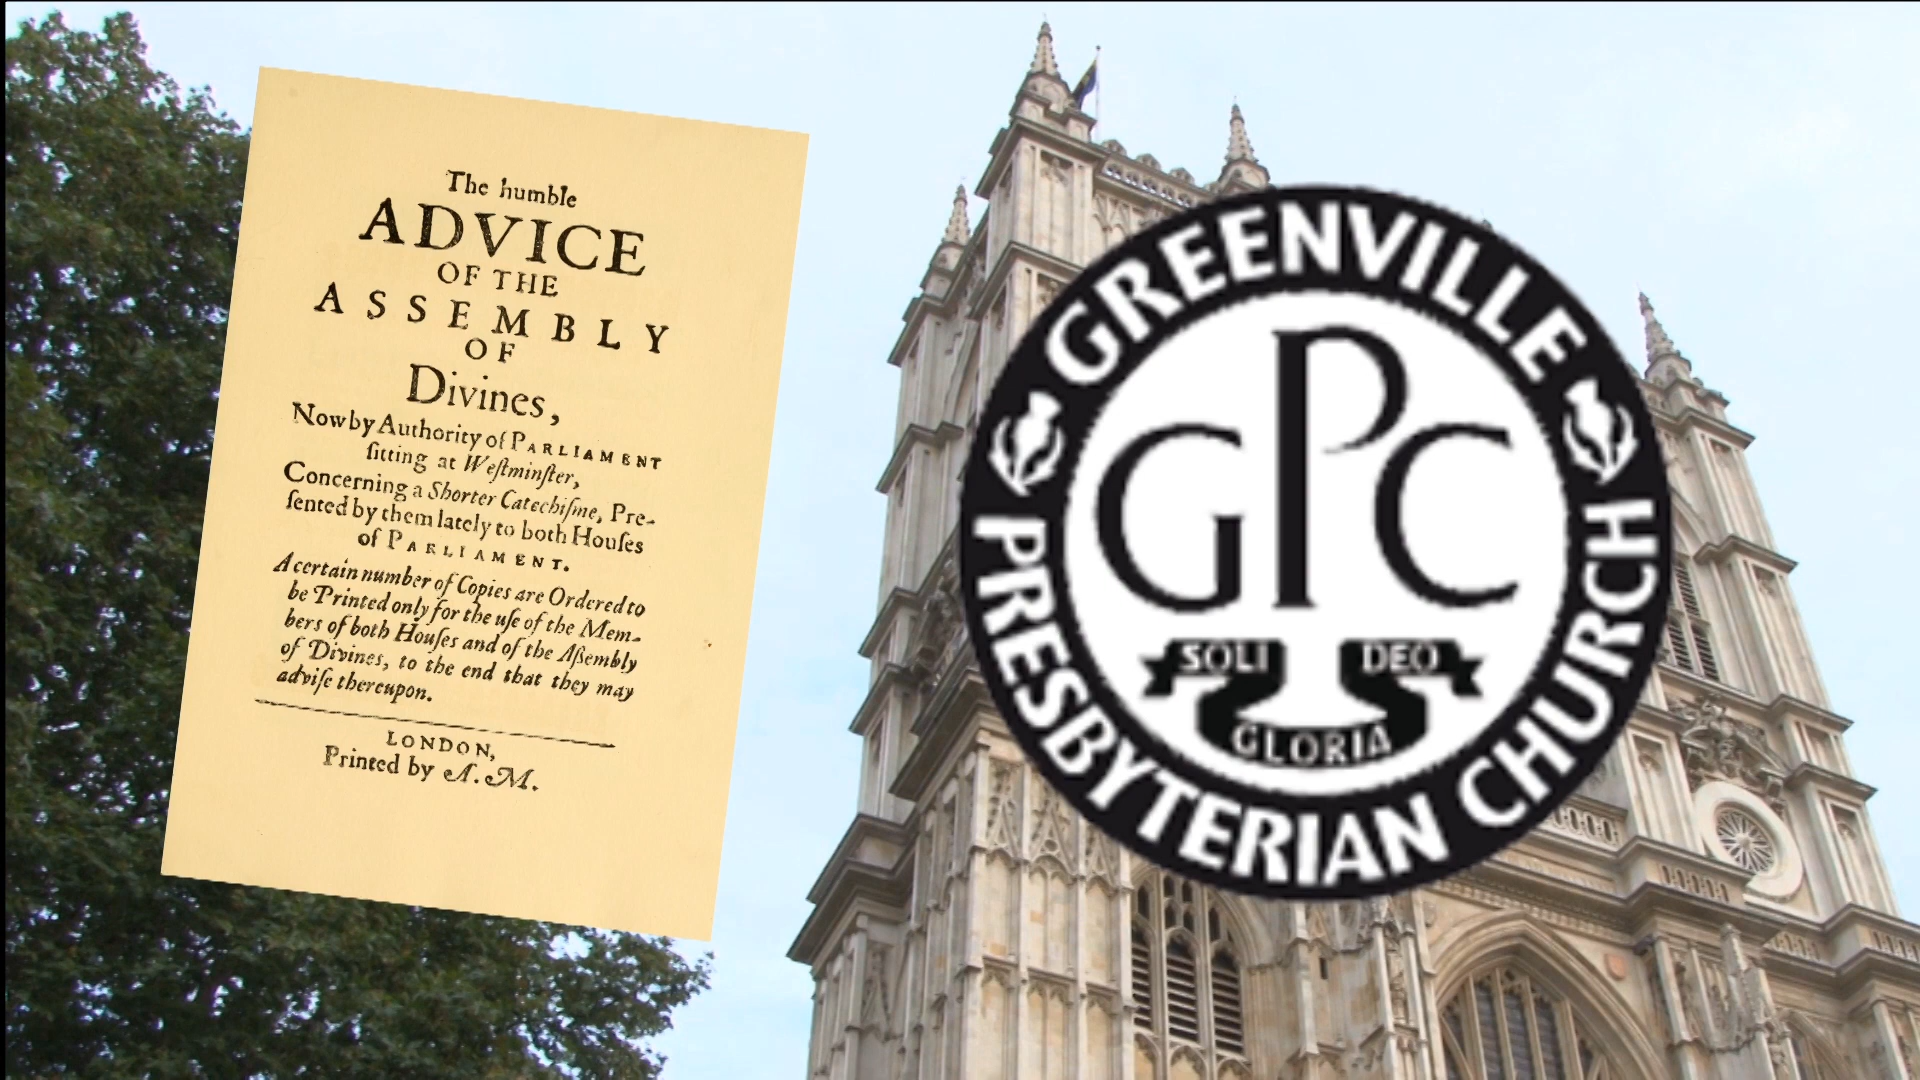 The humble
ADVICE
OF THE
ASSEMBLY
OF
Divines,
Now by Authority of PARLIAMENT
ſitting at Weſtminſter,
Concerning a Shorter Catechiſme, Pre-
ſented by them lately to both Houſes
of PARLIAMENT.
A certain number of Copies are Ordered to
be Printed only for the uſe of the Mem-
bers of both Houſes and of the Aſſembly
of Divines, to the end that they may
adviſe thereupon.
LONDON,
Printed by A. M.
GREENVILLE
PRESBYTERIAN CHURCH
GPC
SOLI DEO
GLORIA